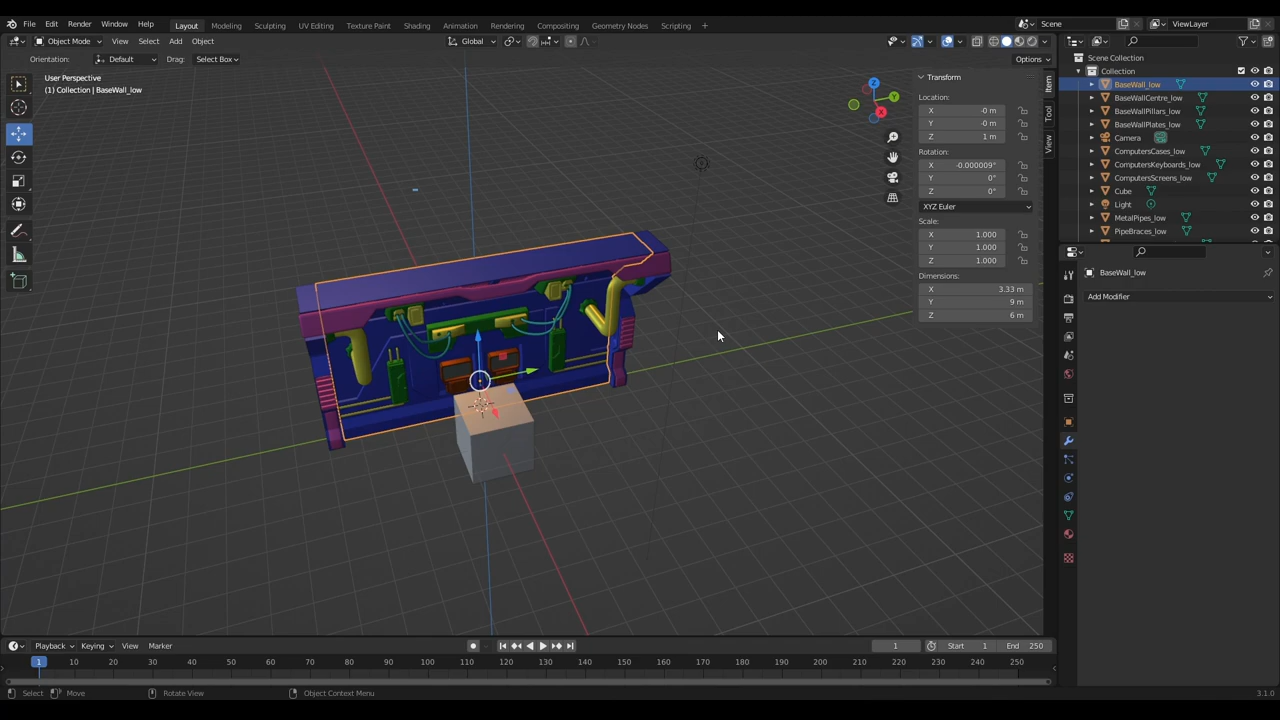 File Edit Render Window Help Layout Modeling Sculpting UV Editing Texture Paint Shading Animation Rendering Compositing Geometry Nodes Scripting + Scene ViewLayer
Object Mode View Select Add Object Global
Orientation: Default Drag: Select Box Options
User Perspective
(1) Collection | BaseWall_low
Z
Y
X
Transform
Location:
X -0 m
Y -0 m
Z 1 m
Rotation:
X -0.000009°
Y 0°
Z 0°
XYZ Euler
Scale:
X 1.000
Y 1.000
Z 1.000
Dimensions:
X 3.33 m
Y 9 m
Z 6 m
Item
Tool
View
Scene Collection
Collection
BaseWall_low
BaseWallCentre_low
BaseWallPillars_low
BaseWallPlates_low
Camera
ComputersCases_low
ComputersKeyboards_low
ComputersScreens_low
Cube
Light
MetalPipes_low
PipeBraces_low
BaseWall_low
Add Modifier
Playback Keying View Marker 1 Start 1 End 250
1 10 20 30 40 50 60 70 80 90 100 110 120 130 140 150 160 170 180 190 200 210 220 230 240 250
Select Move Rotate View Object Context Menu 3.1.0